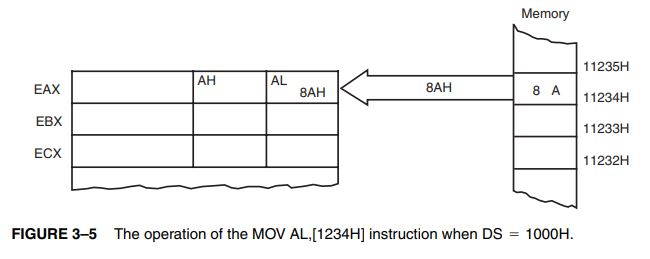 Memory
11235H
AH AL
EAX 8AH 8AH 8 A 11234H
EBX 11233H
ECX 11232H
FIGURE 3–5 The operation of the MOV AL,[1234H] instruction when DS = 1000H.